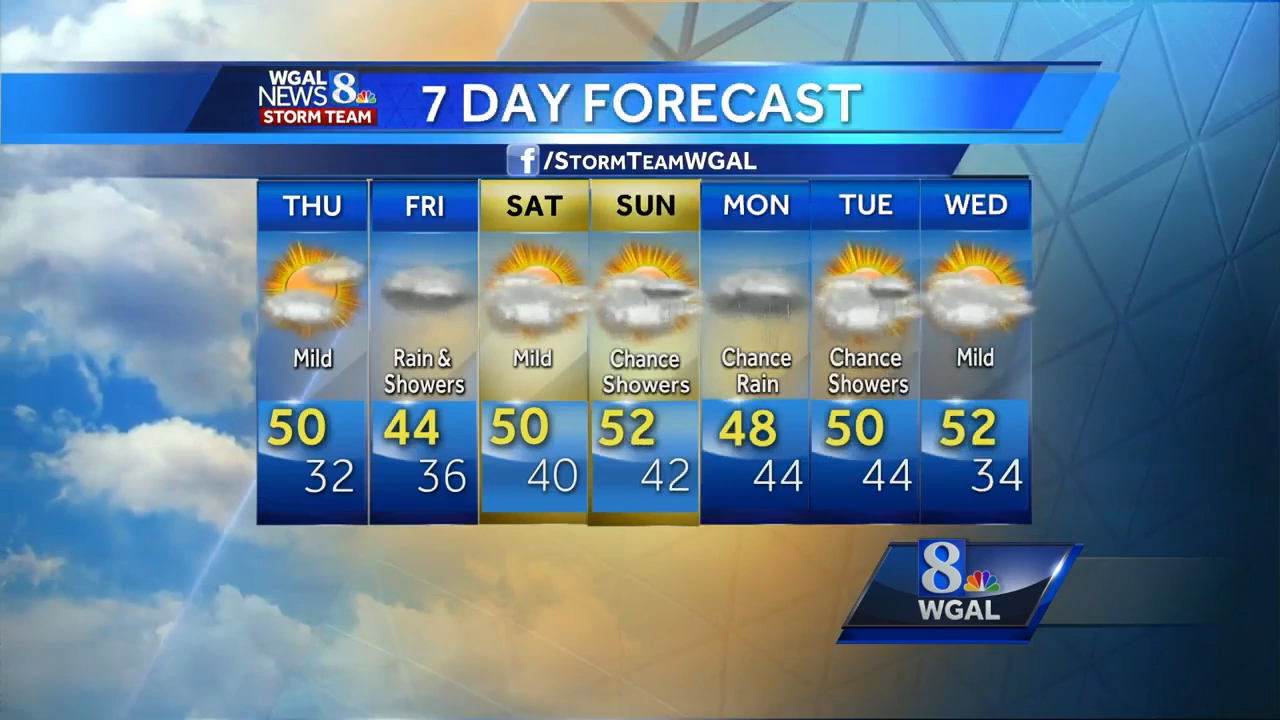 WGAL
NEWS 8
STORM TEAM
7 DAY FORECAST
f /STORMTEAMWGAL
THU FRI SAT SUN MON TUE WED
Mild Rain & Showers Mild Chance Showers Chance Rain Chance Showers Mild
50 44 50 52 48 50 52
32 36 40 42 44 44 34
8
WGAL